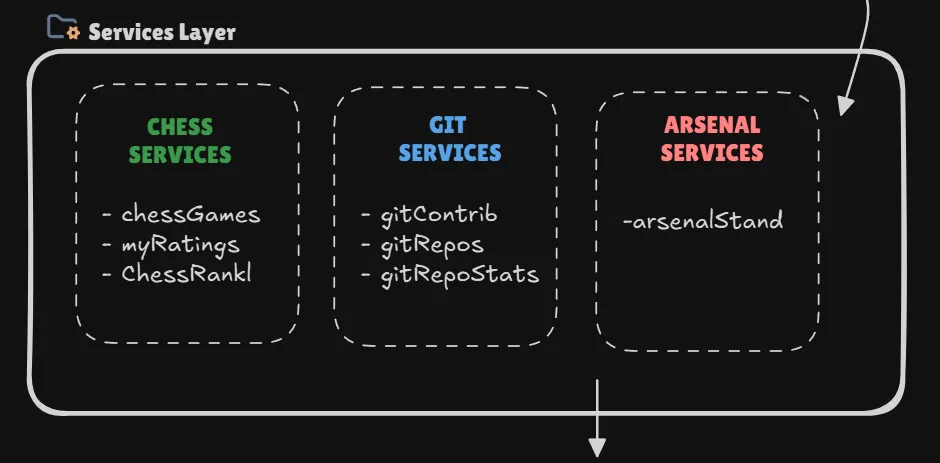 Services Layer
CHESS
SERVICES
- chessGames
- myRatings
- ChessRankl
GIT
SERVICES
- gitContrib
- gitRepos
- gitRepoStats
ARSENAL
SERVICES
-arsenalStand